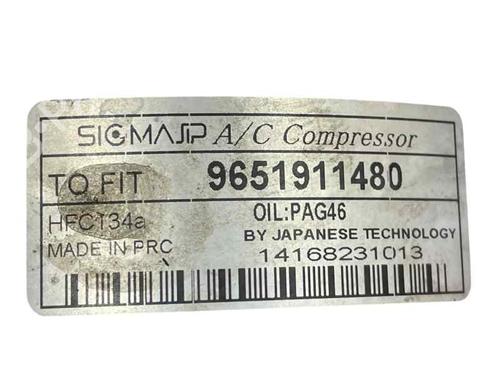 SIGMASP A/C Compressor
TO FIT 9651911480
HFC134a OIL:PAG46
MADE IN PRC BY JAPANESE TECHNOLOGY
14168231013